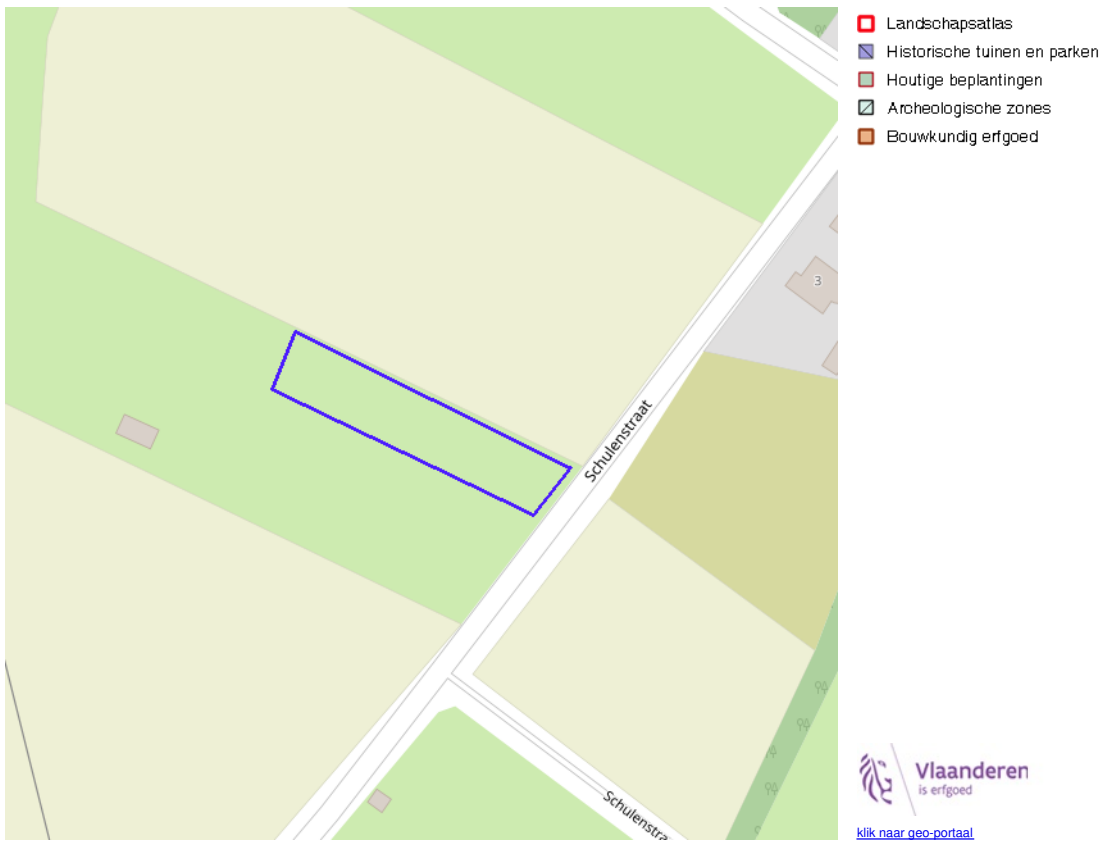 Landschapsatlas
Historische tuinen en parken
Houtige beplantingen
Archeologische zones
Bouwkundig erfgoed
3
Schulenstraat
Schulenstra
Vlaanderen
is erfgoed
klik naar geo-portaal